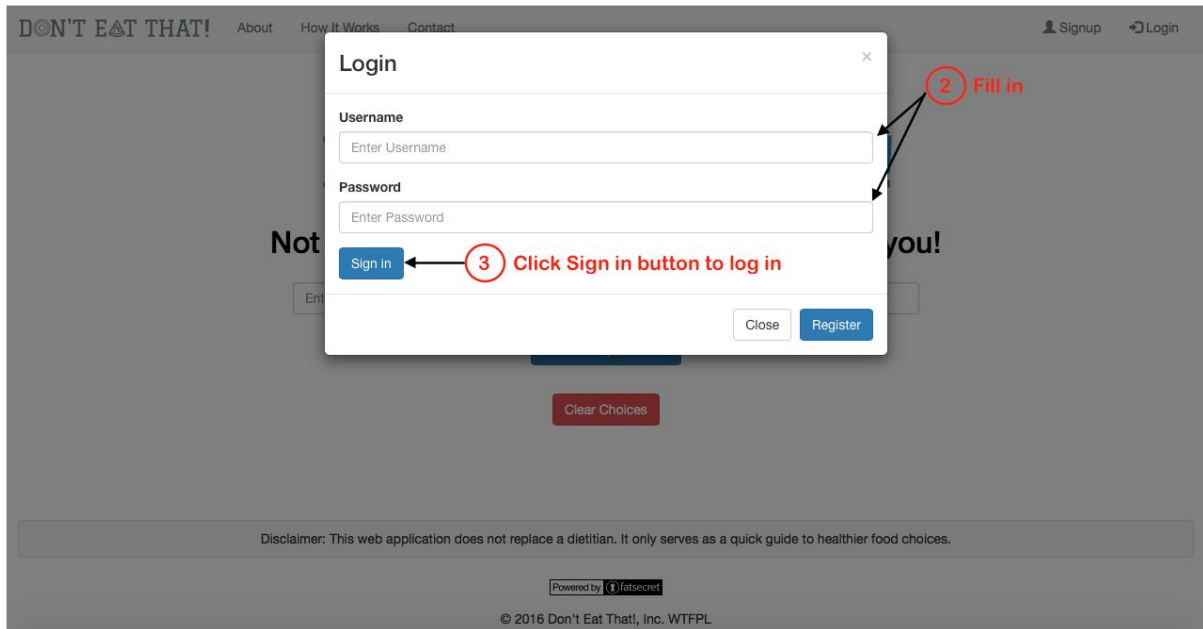 DON'T EAT THAT! About How It Works Contact Signup Login
Login ×
2 Fill in
Username
Enter Username
Password
Enter Password
Not you!
Sign in 3 Click Sign in button to log in
Ent
Close Register
Clear Choices
Disclaimer: This web application does not replace a dietitian. It only serves as a quick guide to healthier food choices.
Powered by fatsecret
© 2016 Don't Eat That!, Inc. WTFPL